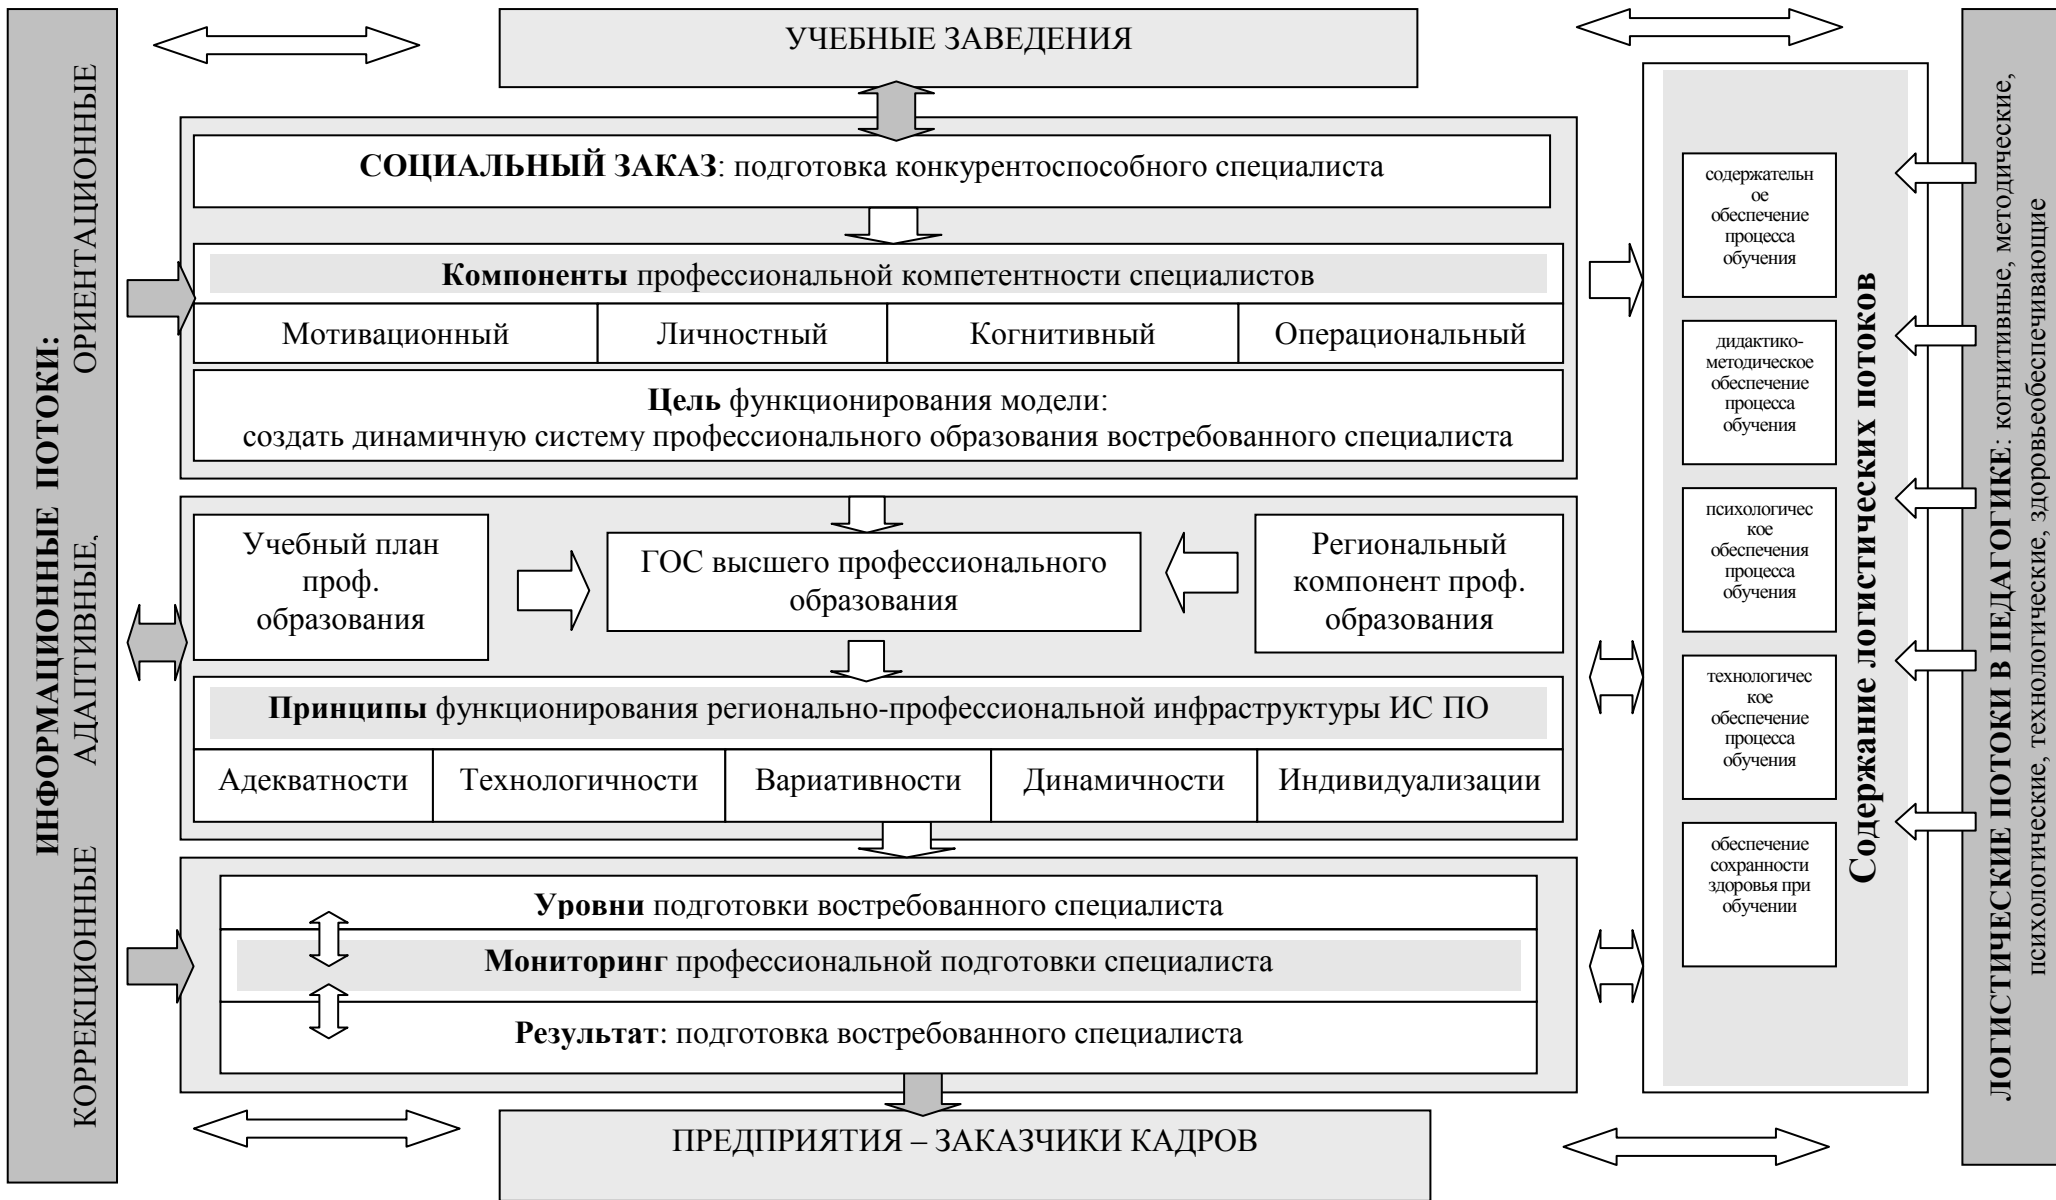 УЧЕБНЫЕ ЗАВЕДЕНИЯ
ИНФОРМАЦИОННЫЕ ПОТОКИ:
ОРИЕНТАЦИОННЫЕ
АДАПТИВНЫЕ,
КОРРЕКЦИОННЫЕ
СОЦИАЛЬНЫЙ ЗАКАЗ: подготовка конкурентоспособного специалиста
Компоненты профессиональной компетентности специалистов
Мотивационный
Личностный
Когнитивный
Операциональный
Цель функционирования модели:
создать динамичную систему профессионального образования востребованного специалиста
Учебный план
проф.
образования
ГОС высшего профессионального
образования
Региональный
компонент проф.
образования
Принципы функционирования регионально-профессиональной инфраструктуры ИС ПО
Адекватности
Технологичности
Вариативности
Динамичности
Индивидуализации
Уровни подготовки востребованного специалиста
Мониторинг профессиональной подготовки специалиста
Результат: подготовка востребованного специалиста
ПРЕДПРИЯТИЯ – ЗАКАЗЧИКИ КАДРОВ
содержательн
ое
обеспечение
процесса
обучения
дидактико-
методическое
обеспечение
процесса
обучения
психологичес
кое
обеспечения
процесса
обучения
технологичес
кое
обеспечение
процесса
обучения
обеспечение
сохранности
здоровья при
обучении
Содержание логистических потоков
ЛОГИСТИЧЕСКИЕ ПОТОКИ В ПЕДАГОГИКЕ: когнитивные, методические,
психологические, технологические, здоровьеобеспечивающие